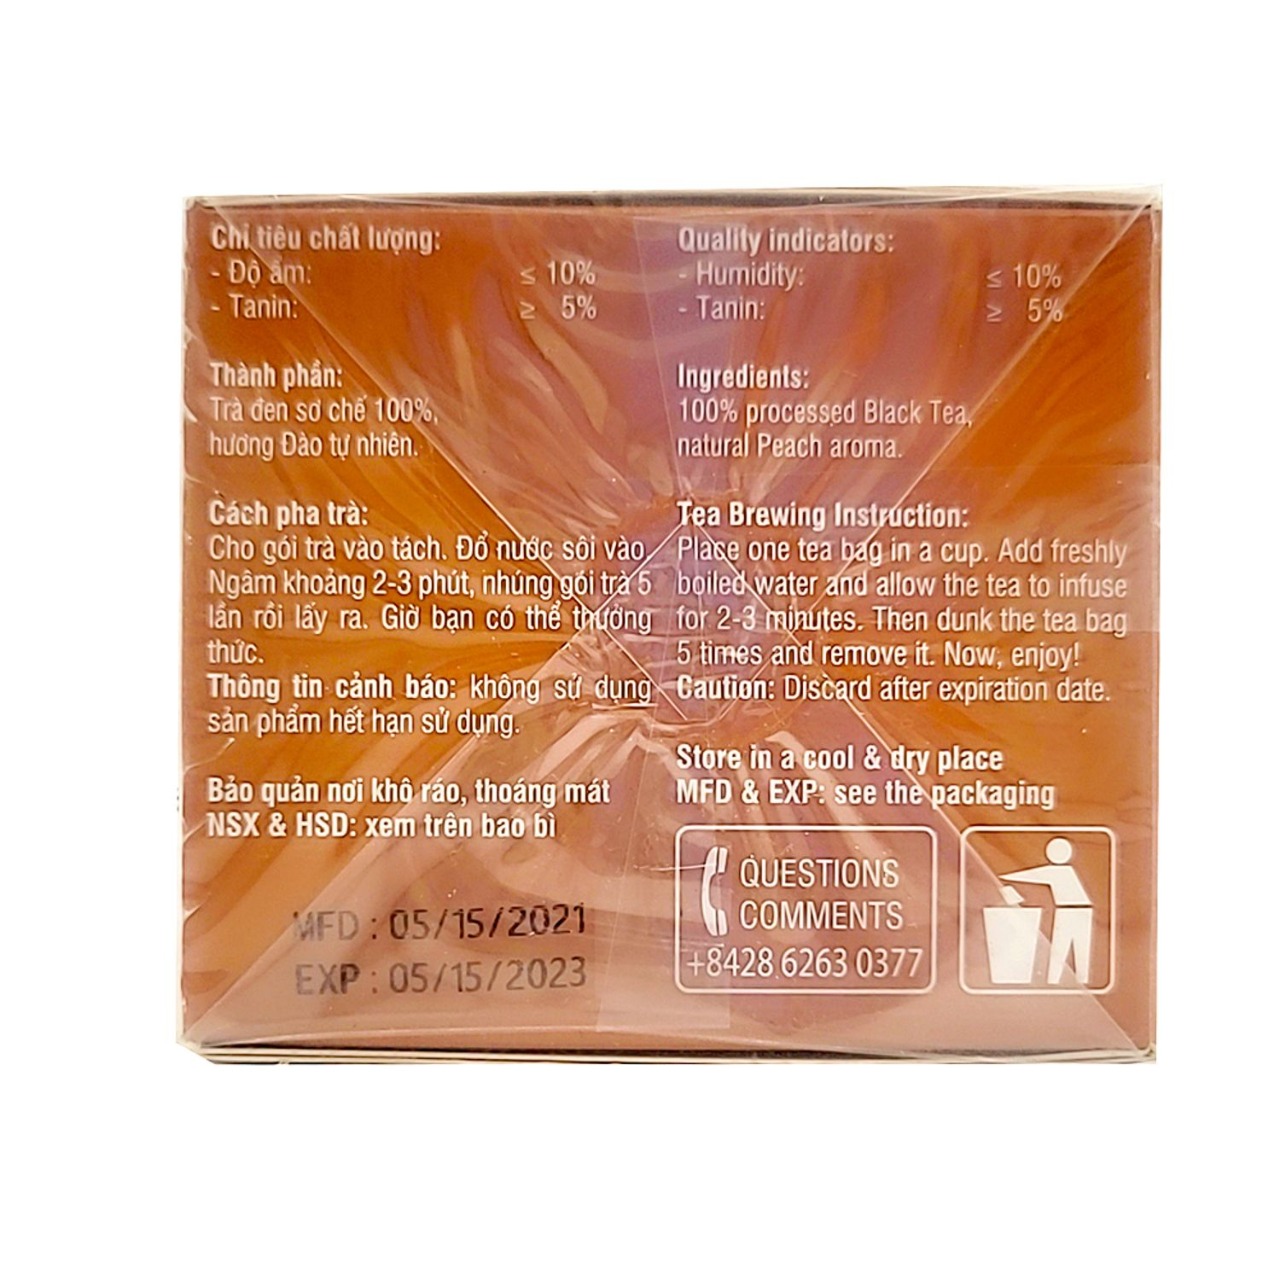 Chỉ tiêu chất lượng:
- Độ ẩm: ≤ 10%
- Tanin: ≥ 5%
Thành phần:
Trà đen sơ chế 100%,
hương Đào tự nhiên.
Cách pha trà:
Cho gói trà vào tách. Đổ nước sôi vào.
Ngâm khoảng 2-3 phút, nhúng gói trà 5
lần rồi lấy ra. Giờ bạn có thể thưởng
thức.
Thông tin cảnh báo: không sử dụng
sản phẩm hết hạn sử dụng.
Bảo quản nơi khô ráo, thoáng mát
NSX & HSD: xem trên bao bì
MFD : 05/15/2021
EXP : 05/15/2023
Quality indicators:
- Humidity: ≤ 10%
- Tanin: ≥ 5%
Ingredients:
100% processed Black Tea,
natural Peach aroma.
Tea Brewing Instruction:
Place one tea bag in a cup. Add freshly
boiled water and allow the tea to infuse
for 2-3 minutes. Then dunk the tea bag
5 times and remove it. Now, enjoy!
Caution: Discard after expiration date.
Store in a cool & dry place
MFD & EXP: see the packaging
QUESTIONS
COMMENTS
+8428 6263 0377